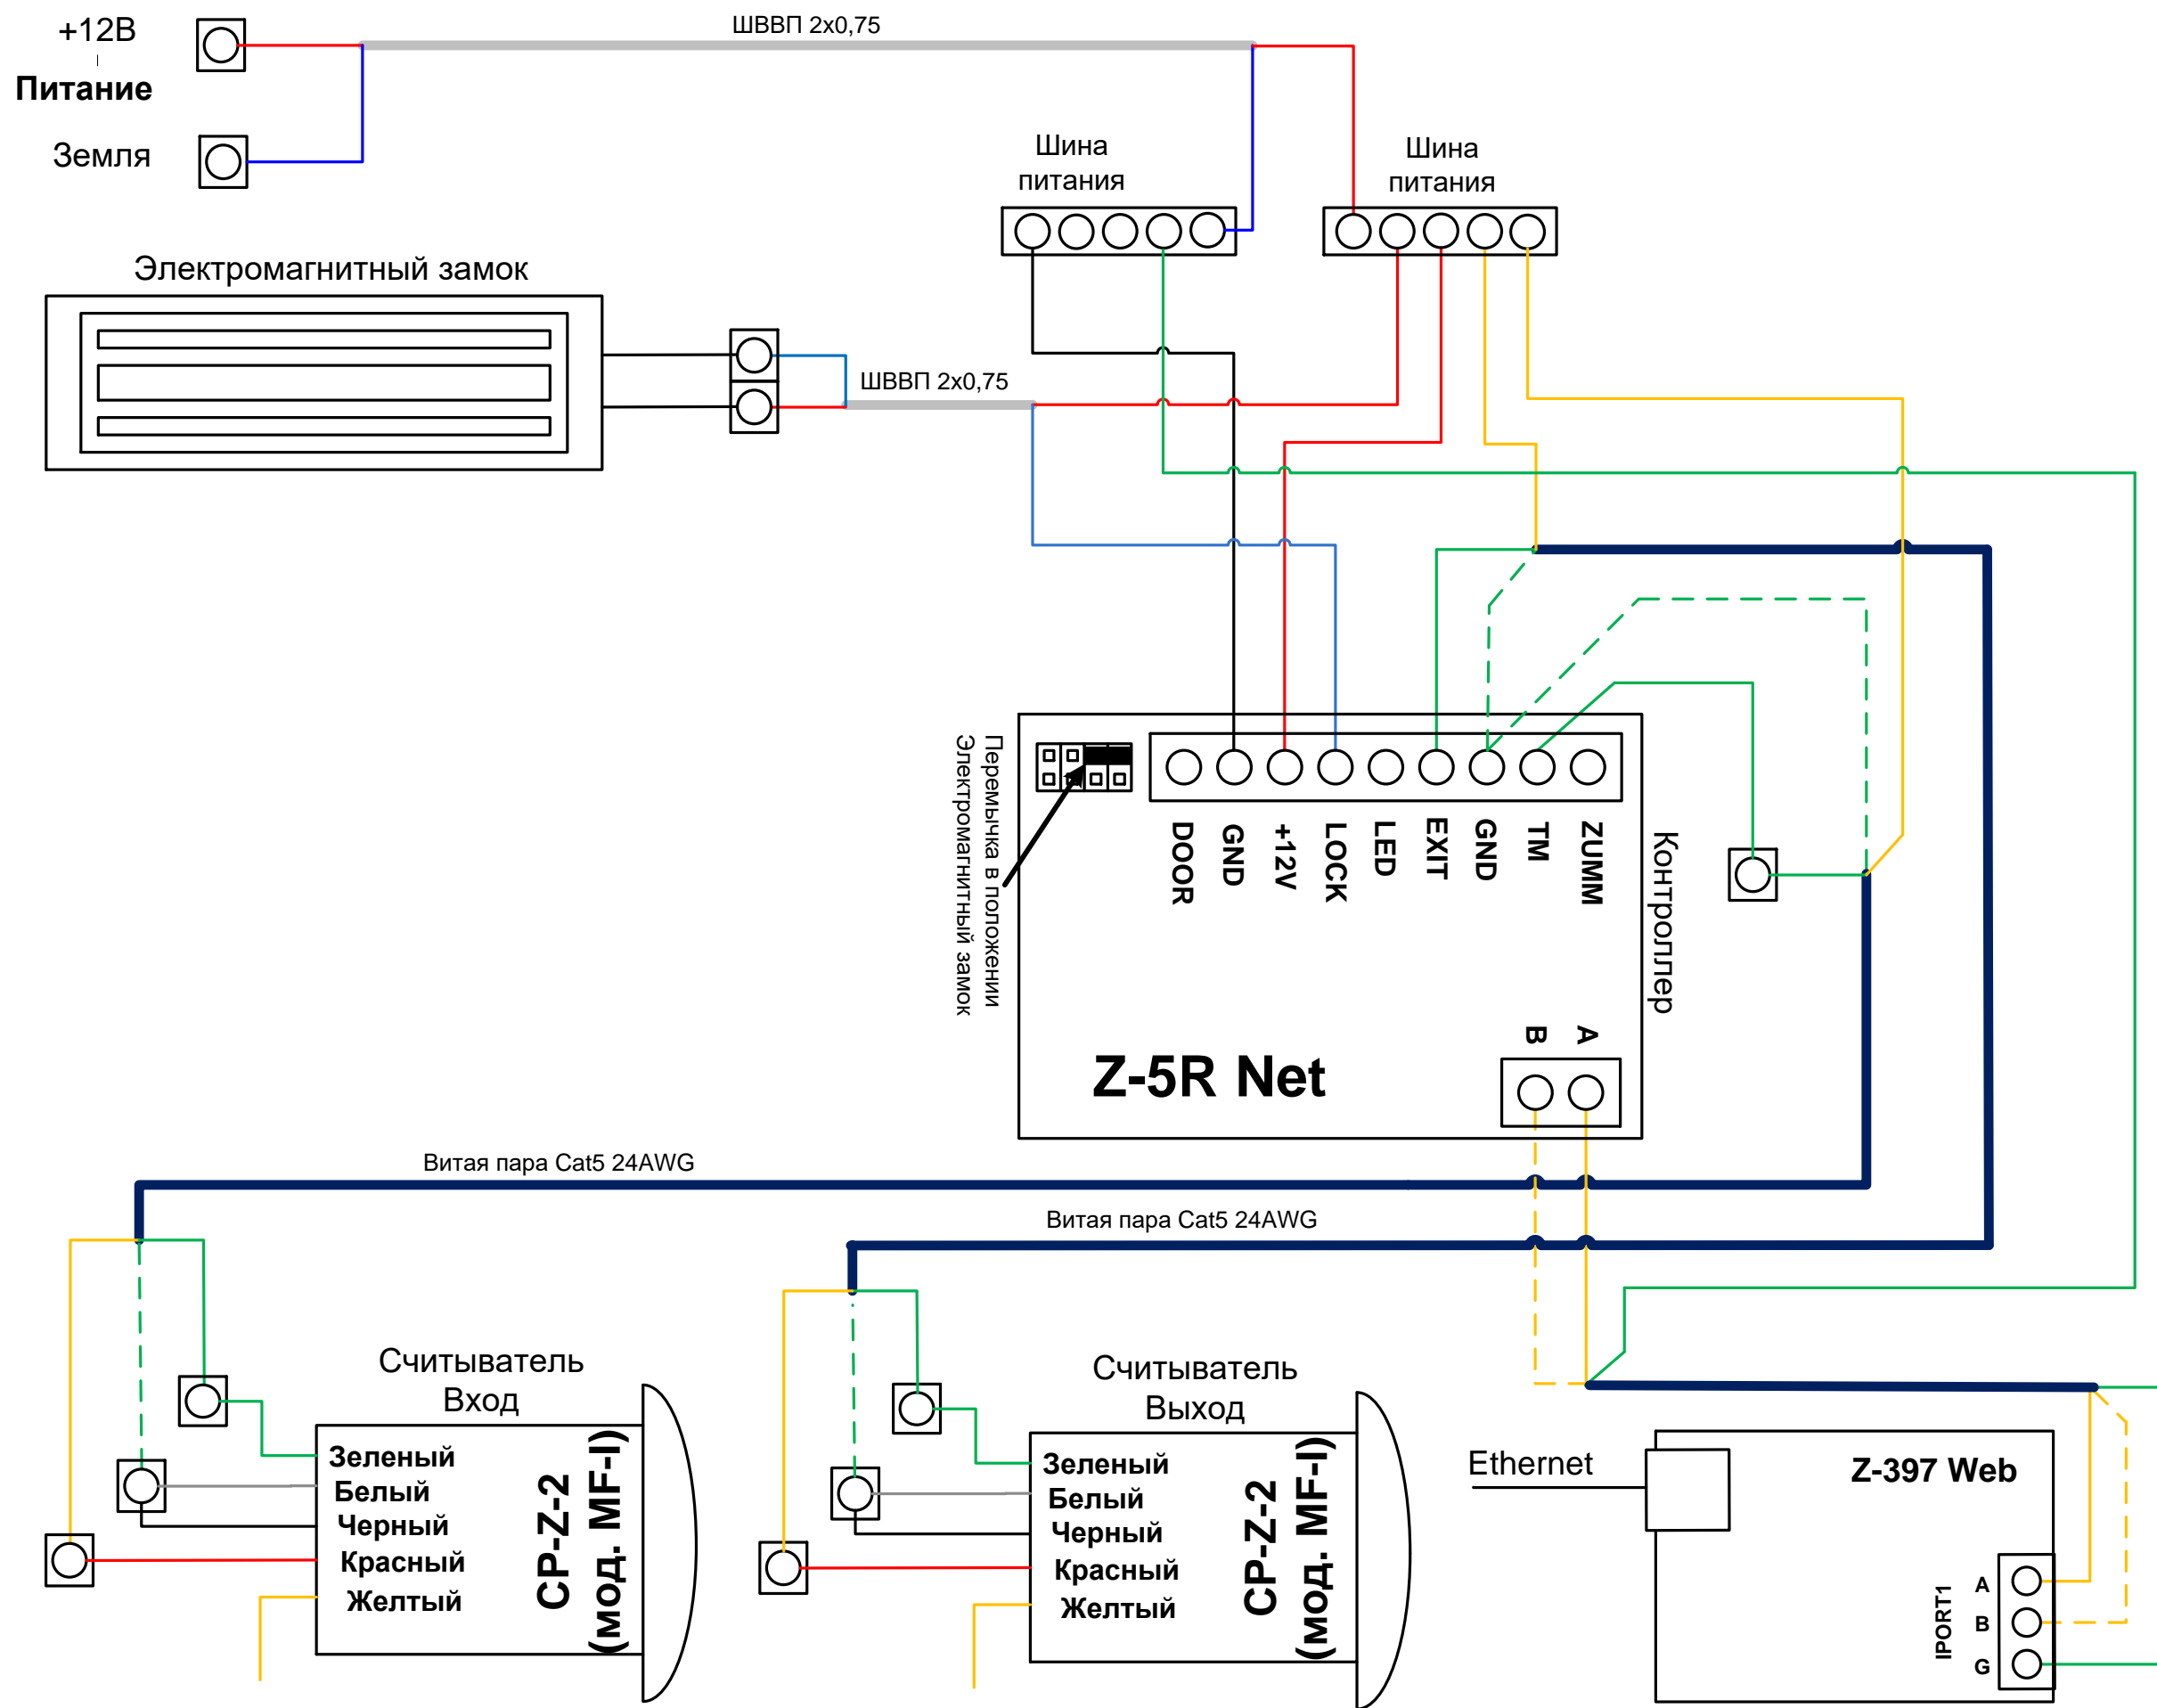 +12В
ШВВП 2х0,75
Питание
Земля
Шина
питания
Шина
питания
Электромагнитный замок
ШВВП 2х0,75
Перемычка в положении
Электромагнитный замок
DOOR
GND
+12V
LOCK
LED
EXIT
GND
TM
ZUMM
Контроллер
B
A
Z-5R Net
Витая пара Cat5 24AWG
Витая пара Cat5 24AWG
Считыватель
Вход
Зеленый
Белый
Черный
Красный
Желтый
CP-Z-2
(мод. MF-I)
Считыватель
Выход
Зеленый
Белый
Черный
Красный
Желтый
CP-Z-2
(мод. MF-I)
Ethernet
Z-397 Web
IPORT1
A
B
G